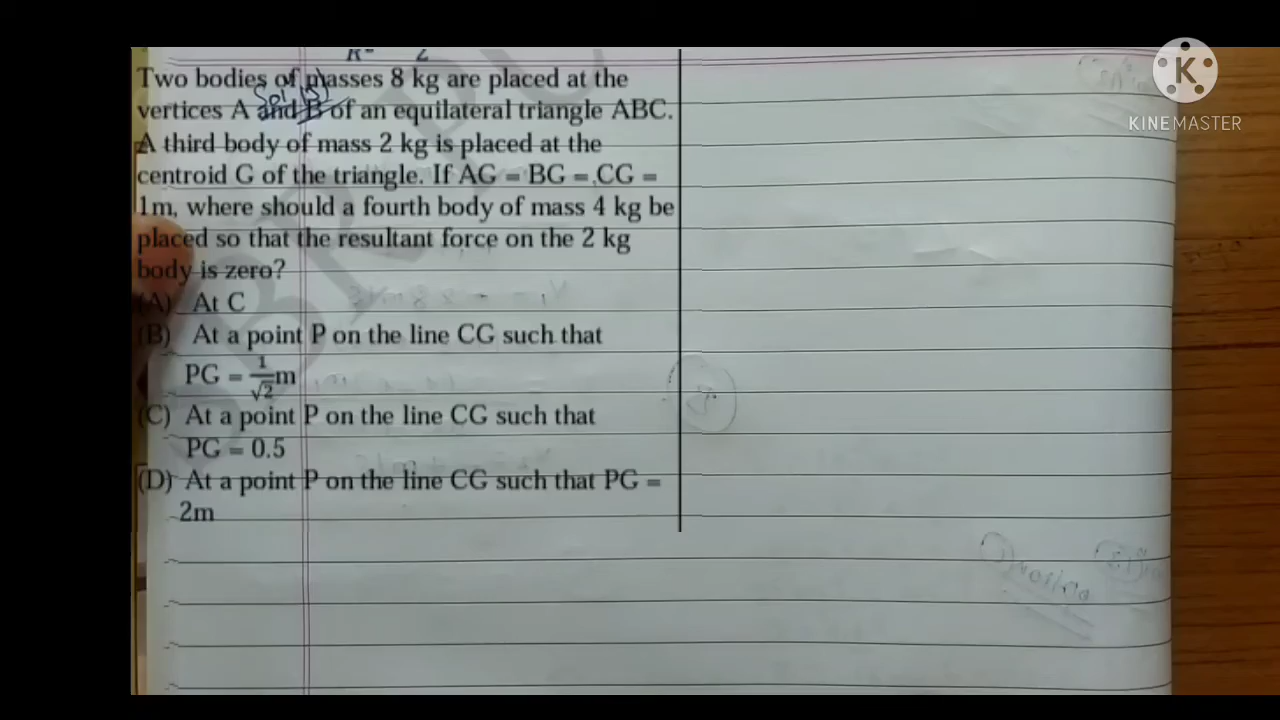 Two bodies of masses 8 kg are placed at the
vertices A and B of an equilateral triangle ABC.
A third body of mass 2 kg is placed at the
centroid G of the triangle. If AG = BG = CG =
1m, where should a fourth body of mass 4 kg be
placed so that the resultant force on the 2 kg
body is zero?
(A) At C
(B) At a point P on the line CG such that
PG = 1/√2 m
(C) At a point P on the line CG such that
PG = 0.5
(D) At a point P on the line CG such that PG =
2m
K
KINEMASTER